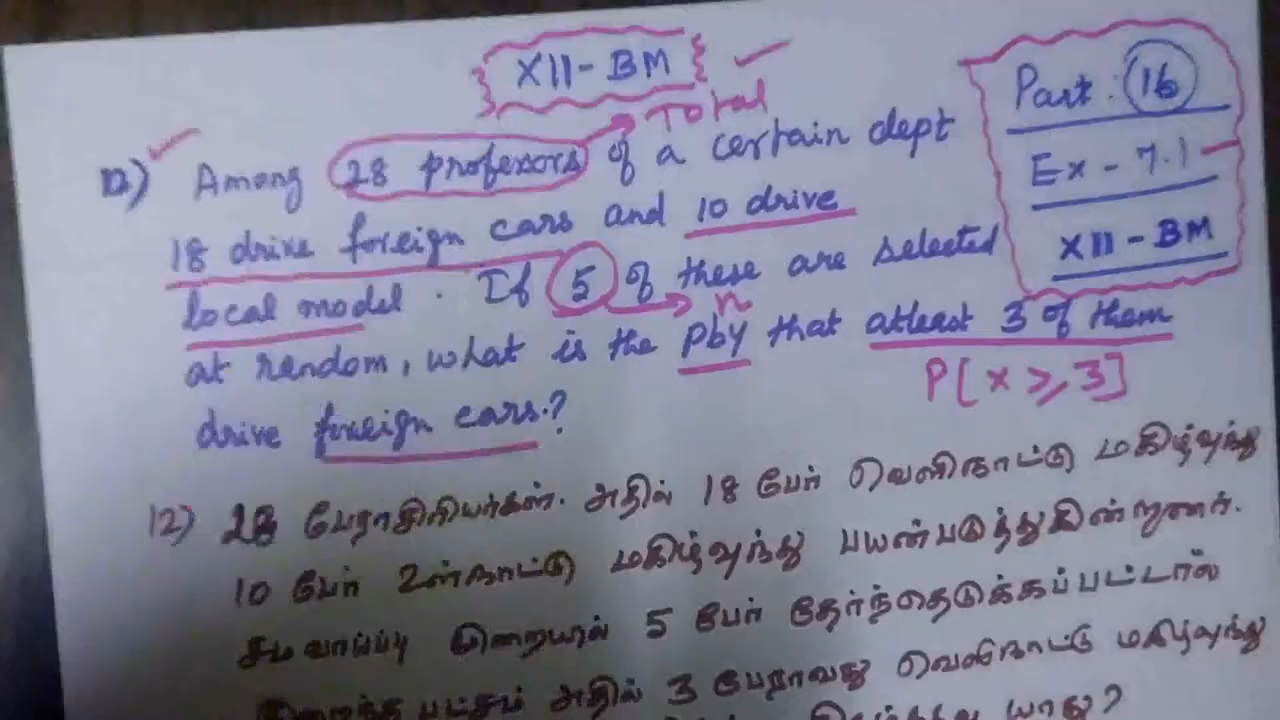 XII - BM
Total
Part: 16
Ex - 7.1
XII - BM
12) Among 28 professors of a certain dept
18 drive foreign cars and 10 drive
local model. If 5 of these are selected
n
at random, what is the pby that atleast 3 of them
P[x ≥ 3]
drive foreign cars.?
12) 28 பேராசிரியர்கள். அதில் 18 பேர் வெளிநாட்டு மகிழ்வுந்து
10 பேர் உள்நாட்டு மகிழ்வுந்து பயன்படுத்துகின்றனர்.
சமவாய்ப்பு முறையில் 5 பேர் தேர்ந்தெடுக்கப்பட்டால்
குறைந்தபட்சம் அதில் 3 பேராவது வெளிநாட்டு மகிழ்வுந்து
யாது?